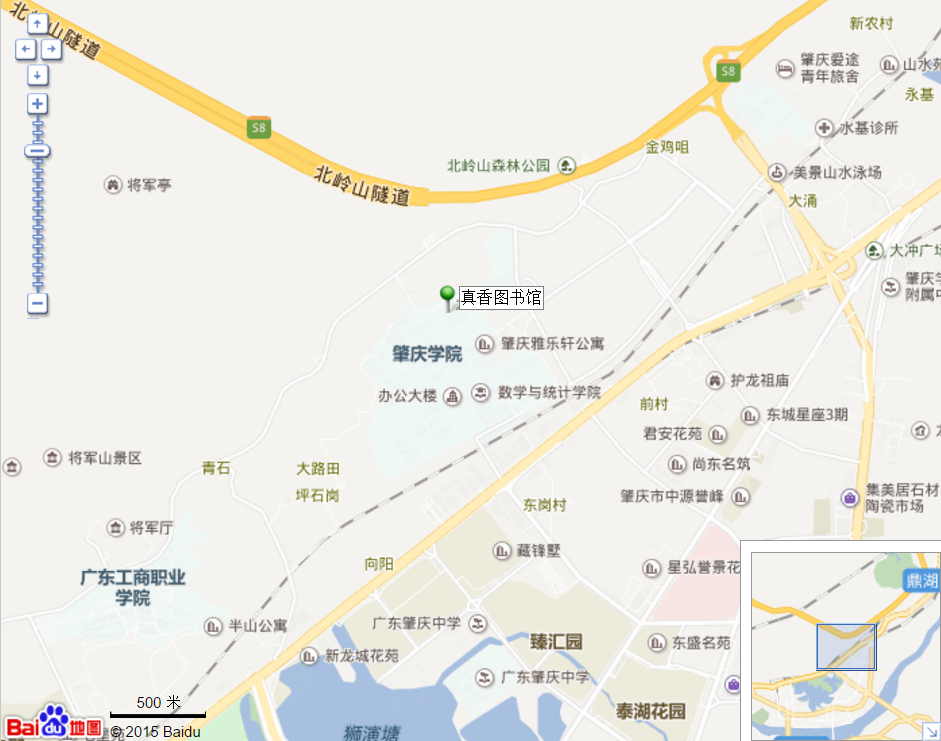 北岭山隧道
新农村
肇庆爱途
青年旅舍
山水苑
S8
永基
S8
水基诊所
北岭山隧道
北岭山森林公园
金鸡咀
美景山水泳场
将军亭
大涌
大冲广场
肇庆学
附属中
真香图书馆
肇庆学院
肇庆雅乐轩公寓
办公大楼
数学与统计学院
护龙祖庙
前村
东城星座3期
君安花苑
将军山景区
青石
大路田
尚东名筑
坪石岗
肇庆市中源誉峰
集美居石材
陶瓷市场
东岗村
将军厅
藏锋墅
向阳
星弘誉景花
广东工商职业
学院
鼎湖
半山公寓
广东肇庆中学
臻汇园
东盛名苑
新龙城花苑
广东肇庆中学
泰湖花园
500 米
Bai du 地图
© 2015 Baidu
狮演塘